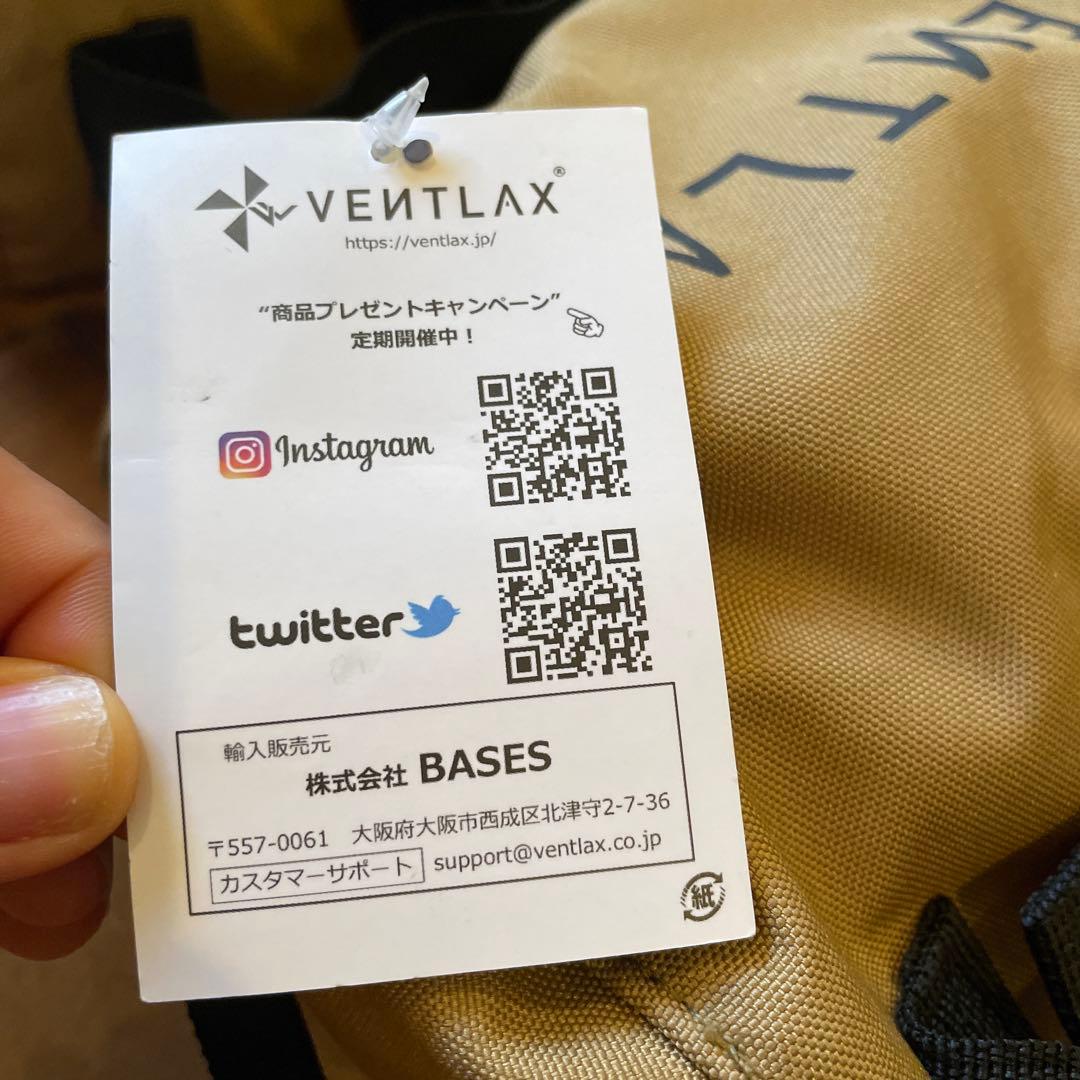 VENTLAX®
https://ventlax.jp/
“商品プレゼントキャンペーン”
定期開催中！
Instagram
twitter
輸入販売元
株式会社 BASES
〒557-0061 大阪府大阪市西成区北津守2-7-36
カスタマーサポート support@ventlax.co.jp
紙
ENTLA